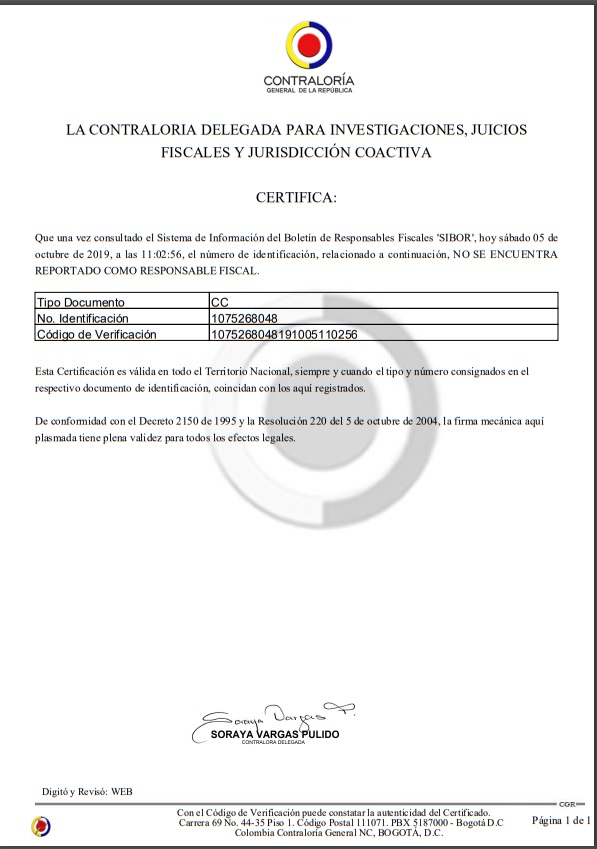 CONTRALORÍA
GENERAL DE LA REPÚBLICA
LA CONTRALORIA DELEGADA PARA INVESTIGACIONES, JUICIOS
FISCALES Y JURISDICCIÓN COACTIVA
CERTIFICA:
Que una vez consultado el Sistema de Información del Boletín de Responsables Fiscales 'SIBOR', hoy sábado 05 de
octubre de 2019, a las 11:02:56, el número de identificación, relacionado a continuación, NO SE ENCUENTRA
REPORTADO COMO RESPONSABLE FISCAL.
Tipo Documento CC
No. Identificación 1075268048
Código de Verificación 1075268048191005110256
Esta Certificación es válida en todo el Territorio Nacional, siempre y cuando el tipo y número consignados en el
respectivo documento de identificación, coincidan con los aquí registrados.
De conformidad con el Decreto 2150 de 1995 y la Resolución 220 del 5 de octubre de 2004, la firma mecánica aquí
plasmada tiene plena validez para todos los efectos legales.
Soraya Vargas P.
SORAYA VARGAS PULIDO
CONTRALORA DELEGADA
Digitó y Revisó: WEB
CGR
Con el Código de Verificación puede constatar la autenticidad del Certificado.
Carrera 69 No. 44-35 Piso 1. Código Postal 111071. PBX 5187000 - Bogotá D.C
Colombia Contraloría General NC, BOGOTÁ, D.C.
Página 1 de 1